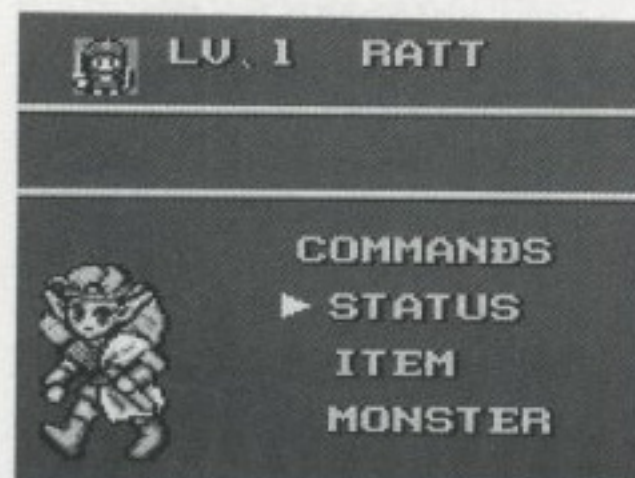 LV. 1 RATT
COMMANDS
STATUS
ITEM
MONSTER